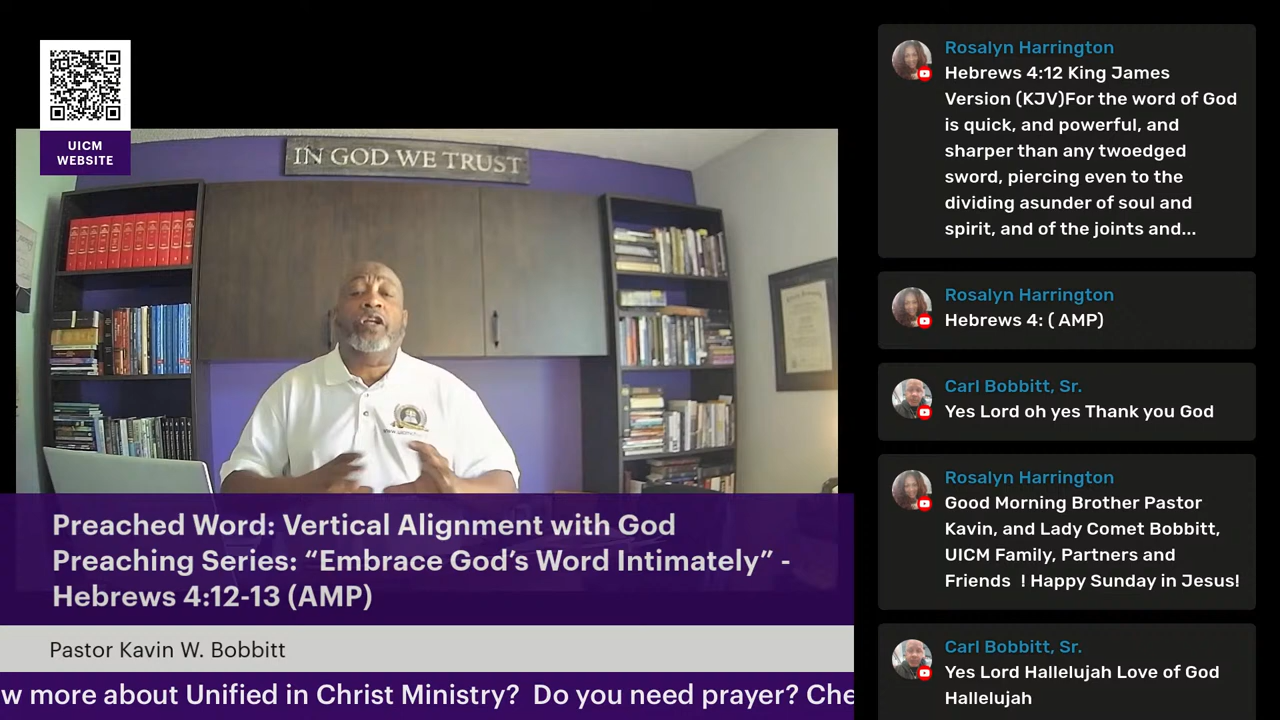 UICM
WEBSITE
IN GOD WE TRUST
Preached Word: Vertical Alignment with God
Preaching Series: “Embrace God’s Word Intimately” -
Hebrews 4:12-13 (AMP)
Pastor Kavin W. Bobbitt
w more about Unified in Christ Ministry? Do you need prayer? Che
Rosalyn Harrington
Hebrews 4:12 King James
Version (KJV)For the word of God
is quick, and powerful, and
sharper than any twoedged
sword, piercing even to the
dividing asunder of soul and
spirit, and of the joints and...
Rosalyn Harrington
Hebrews 4: ( AMP)
Carl Bobbitt, Sr.
Yes Lord oh yes Thank you God
Rosalyn Harrington
Good Morning Brother Pastor
Kavin, and Lady Comet Bobbitt,
UICM Family, Partners and
Friends ! Happy Sunday in Jesus!
Carl Bobbitt, Sr.
Yes Lord Hallelujah Love of God
Hallelujah